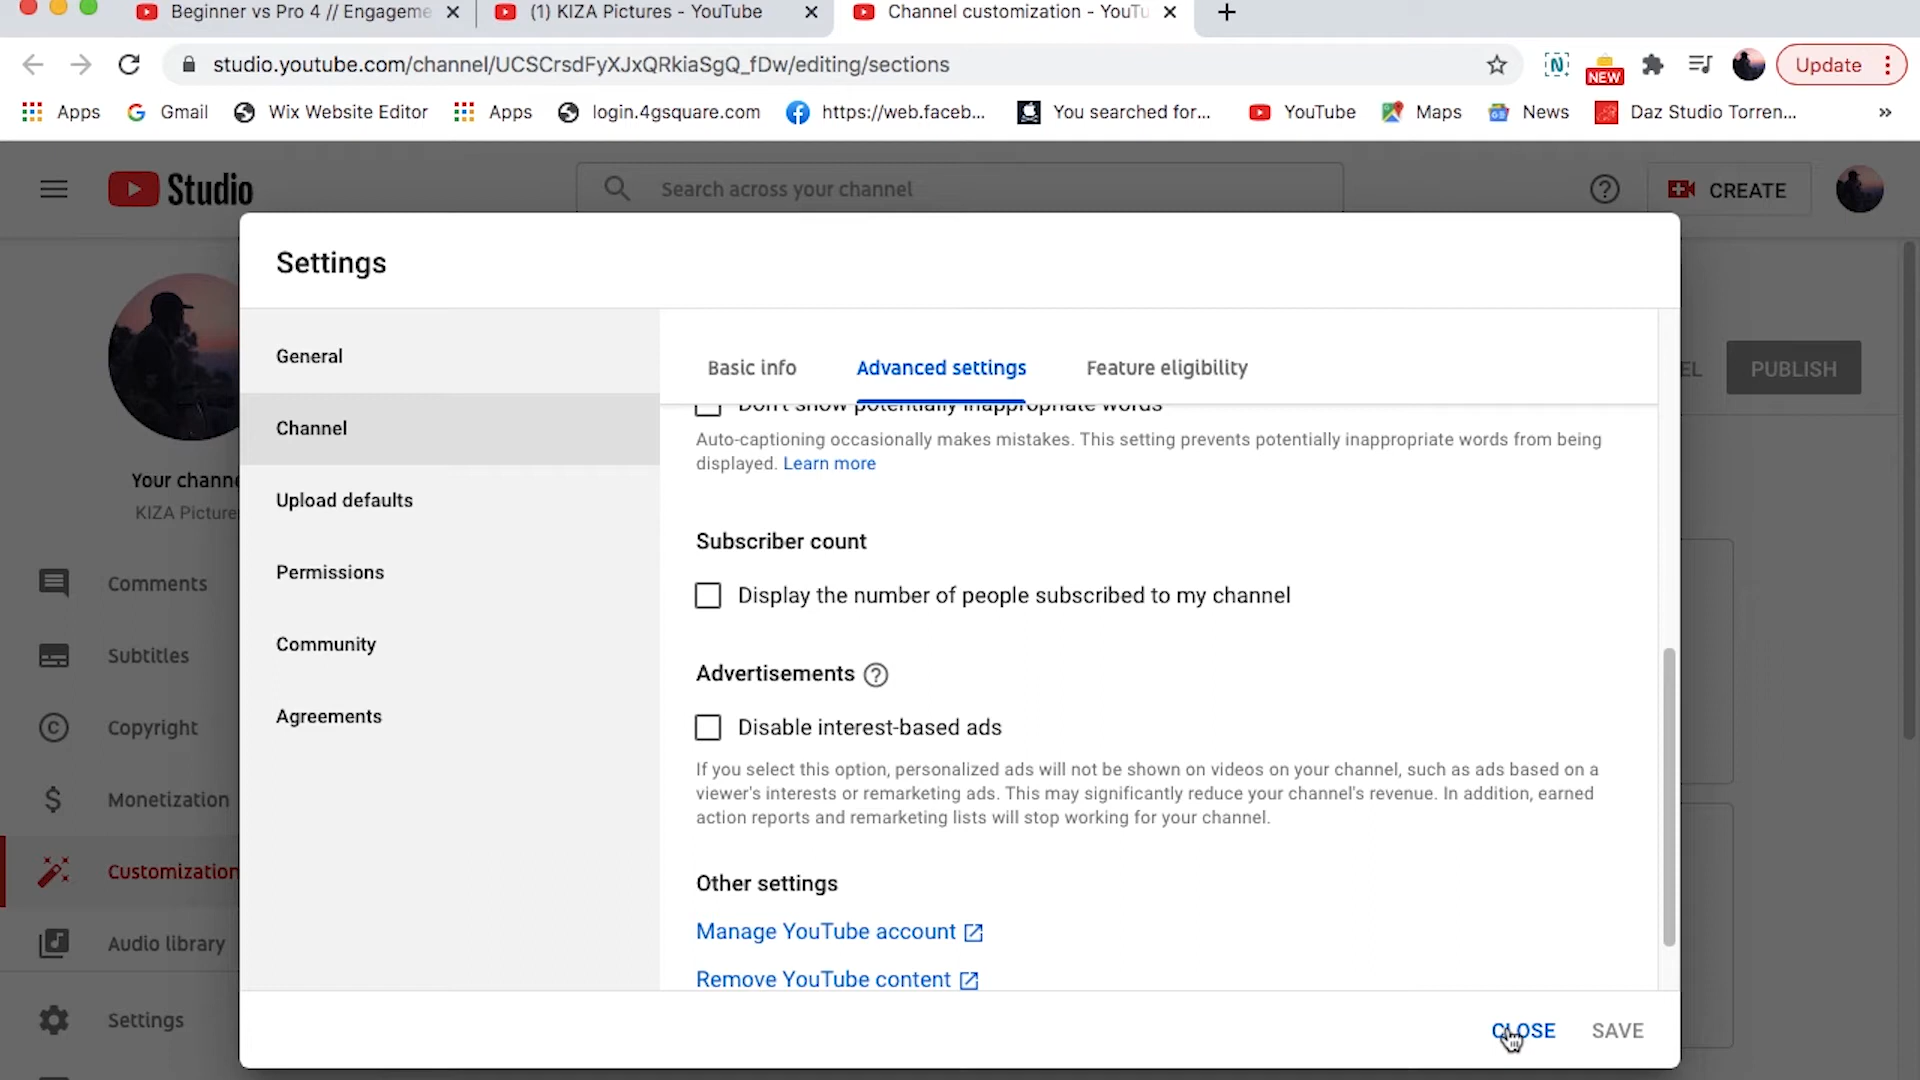 Beginner vs Pro 4 // Engageme
(1) KIZA Pictures - YouTube
Channel customization - YouTu
studio.youtube.com/channel/UCSCrsdFyXJxQRkiaSgQ_fDw/editing/sections
N
NEW
Update
Apps
Gmail
Wix Website Editor
Apps
login.4gsquare.com
https://web.faceb...
You searched for...
YouTube
Maps
News
Daz Studio Torren...
»
Studio
Search across your channel
CREATE
Settings
General
Channel
Upload defaults
Permissions
Community
Agreements
Basic info
Advanced settings
Feature eligibility
Don't show potentially inappropriate words
Auto-captioning occasionally makes mistakes. This setting prevents potentially inappropriate words from being
displayed. Learn more
Subscriber count
Display the number of people subscribed to my channel
Advertisements
Disable interest-based ads
If you select this option, personalized ads will not be shown on videos on your channel, such as ads based on a
viewer's interests or remarketing ads. This may significantly reduce your channel's revenue. In addition, earned
action reports and remarketing lists will stop working for your channel.
Other settings
Manage YouTube account
Remove YouTube content
CLOSE
SAVE
Your channe
KIZA Picture
Comments
Subtitles
Copyright
Monetization
Customization
Audio library
Settings
EL
PUBLISH